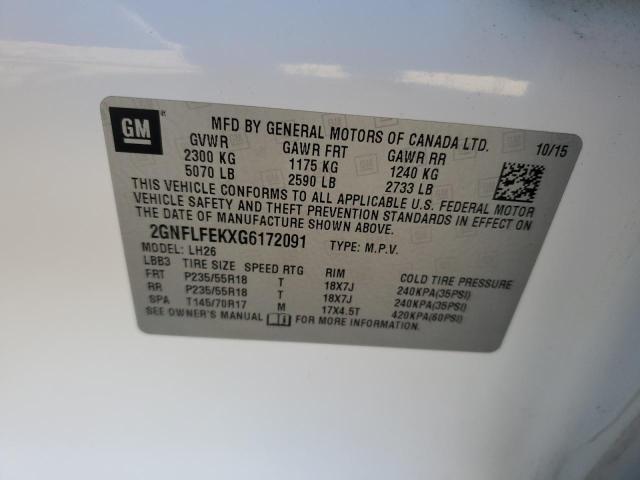 GM
MFD BY GENERAL MOTORS OF CANADA LTD. 10/15
GVWR GAWR FRT GAWR RR
2300 KG 1175 KG 1240 KG
5070 LB 2590 LB 2733 LB
THIS VEHICLE CONFORMS TO ALL APPLICABLE U.S. FEDERAL MOTOR
VEHICLE SAFETY AND THEFT PREVENTION STANDARDS IN EFFECT ON
THE DATE OF MANUFACTURE SHOWN ABOVE.
2GNFLFEKXG6172091 TYPE: M.P.V.
MODEL: LH26
LBB3 TIRE SIZE SPEED RTG RIM COLD TIRE PRESSURE
FRT P235/55R18 T 18X7J 240KPA(35PSI)
RR P235/55R18 T 18X7J 240KPA(35PSI)
SPA T145/70R17 M 17X4.5T 420KPA(60PSI)
SEE OWNER'S MANUAL FOR MORE INFORMATION.